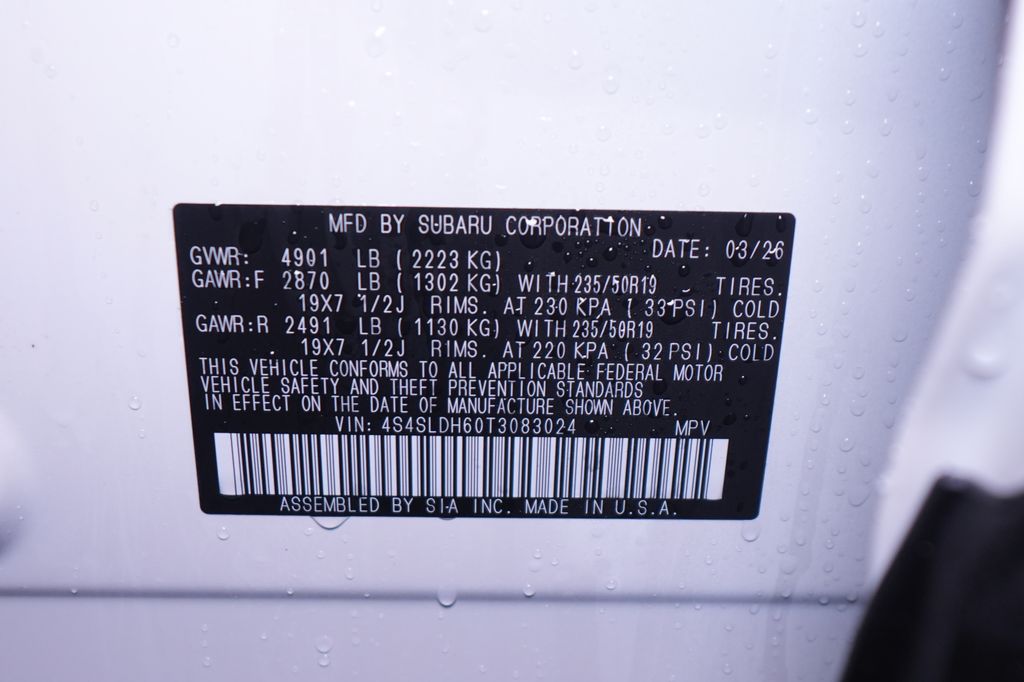 MFD BY SUBARU CORPORATION
DATE: 03/26
GVWR: 4901 LB ( 2223 KG)
GAWR:F 2870 LB ( 1302 KG) WITH 235/50R19 TIRES.
19X7 1/2J RIMS. AT 230 KPA ( 33 PSI) COLD
GAWR:R 2491 LB ( 1130 KG) WITH 235/50R19 TIRES.
19X7 1/2J RIMS. AT 220 KPA ( 32 PSI) COLD
THIS VEHICLE CONFORMS TO ALL APPLICABLE FEDERAL MOTOR
VEHICLE SAFETY AND THEFT PREVENTION STANDARDS
IN EFFECT ON THE DATE OF MANUFACTURE SHOWN ABOVE.
VIN: 4S4SLDH60T3083024 MPV
ASSEMBLED BY SIA INC. MADE IN U.S.A.